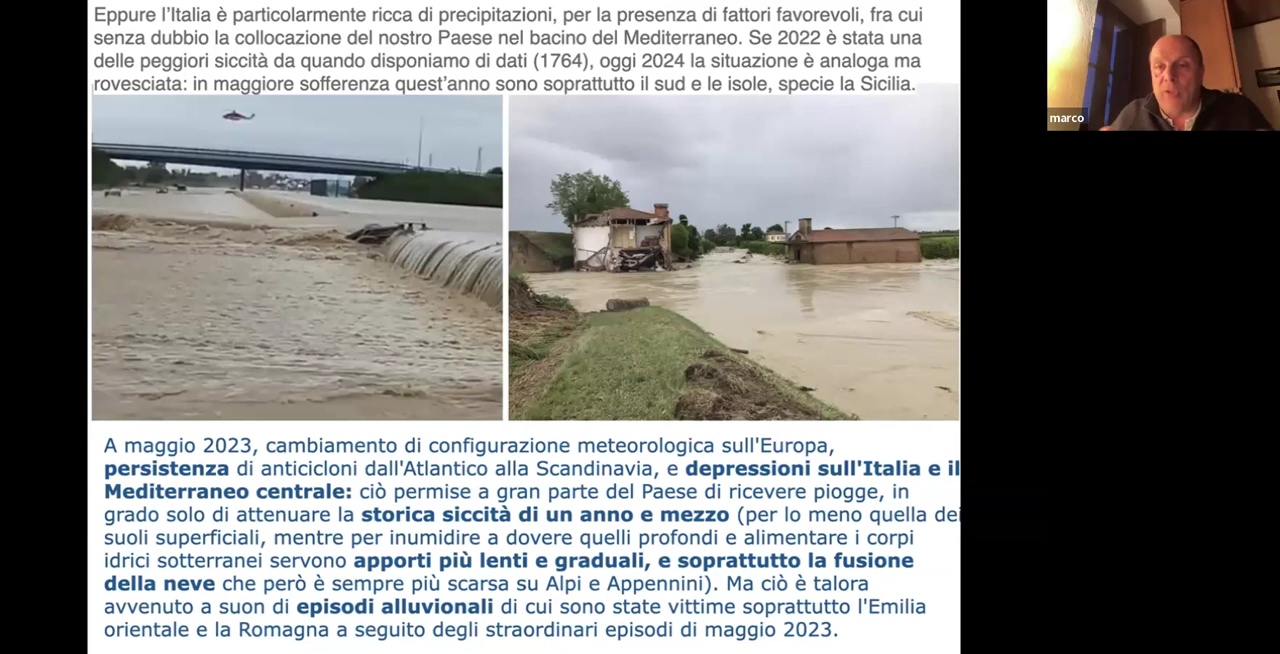 Eppure l'Italia è particolarmente ricca di precipitazioni, per la presenza di fattori favorevoli, fra cui
senza dubbio la collocazione del nostro Paese nel bacino del Mediterraneo. Se 2022 è stata una
delle peggiori siccità da quando disponiamo di dati (1764), oggi 2024 la situazione è analoga ma
rovesciata: in maggiore sofferenza quest'anno sono soprattutto il sud e le isole, specie la Sicilia.
marco
A maggio 2023, cambiamento di configurazione meteorologica sull'Europa,
persistenza di anticicloni dall'Atlantico alla Scandinavia, e depressioni sull'Italia e il
Mediterraneo centrale: ciò permise a gran parte del Paese di ricevere piogge, in
grado solo di attenuare la storica siccità di un anno e mezzo (per lo meno quella dei
suoli superficiali, mentre per inumidire a dovere quelli profondi e alimentare i corpi
idrici sotterranei servono apporti più lenti e graduali, e soprattutto la fusione
della neve che però è sempre più scarsa su Alpi e Appennini). Ma ciò è talora
avvenuto a suon di episodi alluvionali di cui sono state vittime soprattutto l'Emilia
orientale e la Romagna a seguito degli straordinari episodi di maggio 2023.